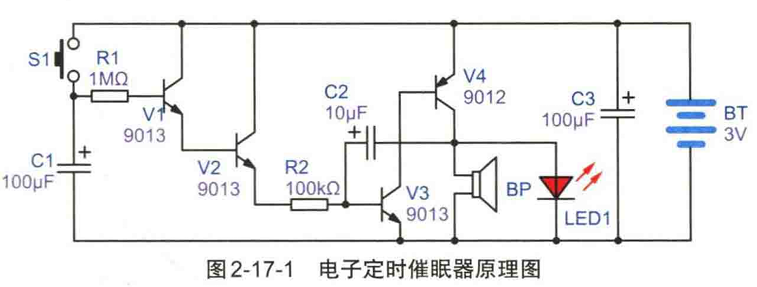 S1
R1
1MΩ
V1
9013
C1
100μF
V2
9013
R2
100kΩ
C2
10μF
V3
9013
V4
9012
BP
LED1
C3
100μF
BT
3V
图2-17-1 电子定时催眠器原理图